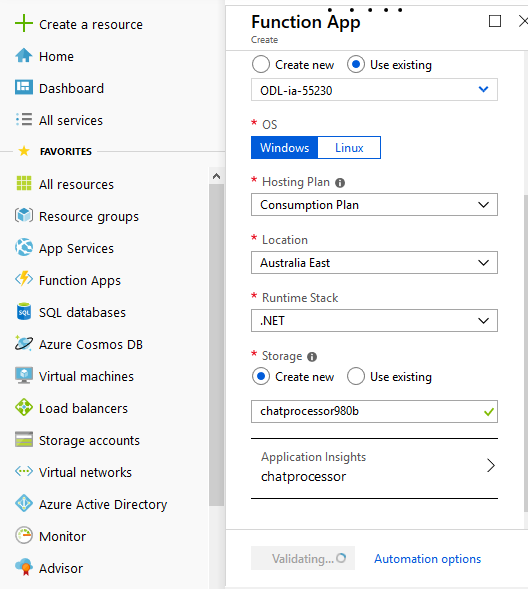 Create a resource
Home
Dashboard
All services
FAVORITES
All resources
Resource groups
App Services
Function Apps
SQL databases
Azure Cosmos DB
Virtual machines
Load balancers
Storage accounts
Virtual networks
Azure Active Directory
Monitor
Advisor
Function App
Create
Create new Use existing
ODL-ia-55230
* OS
Windows Linux
* Hosting Plan
Consumption Plan
* Location
Australia East
* Runtime Stack
.NET
* Storage
Create new Use existing
chatprocessor980b
Application Insights
chatprocessor
Validating... Automation options